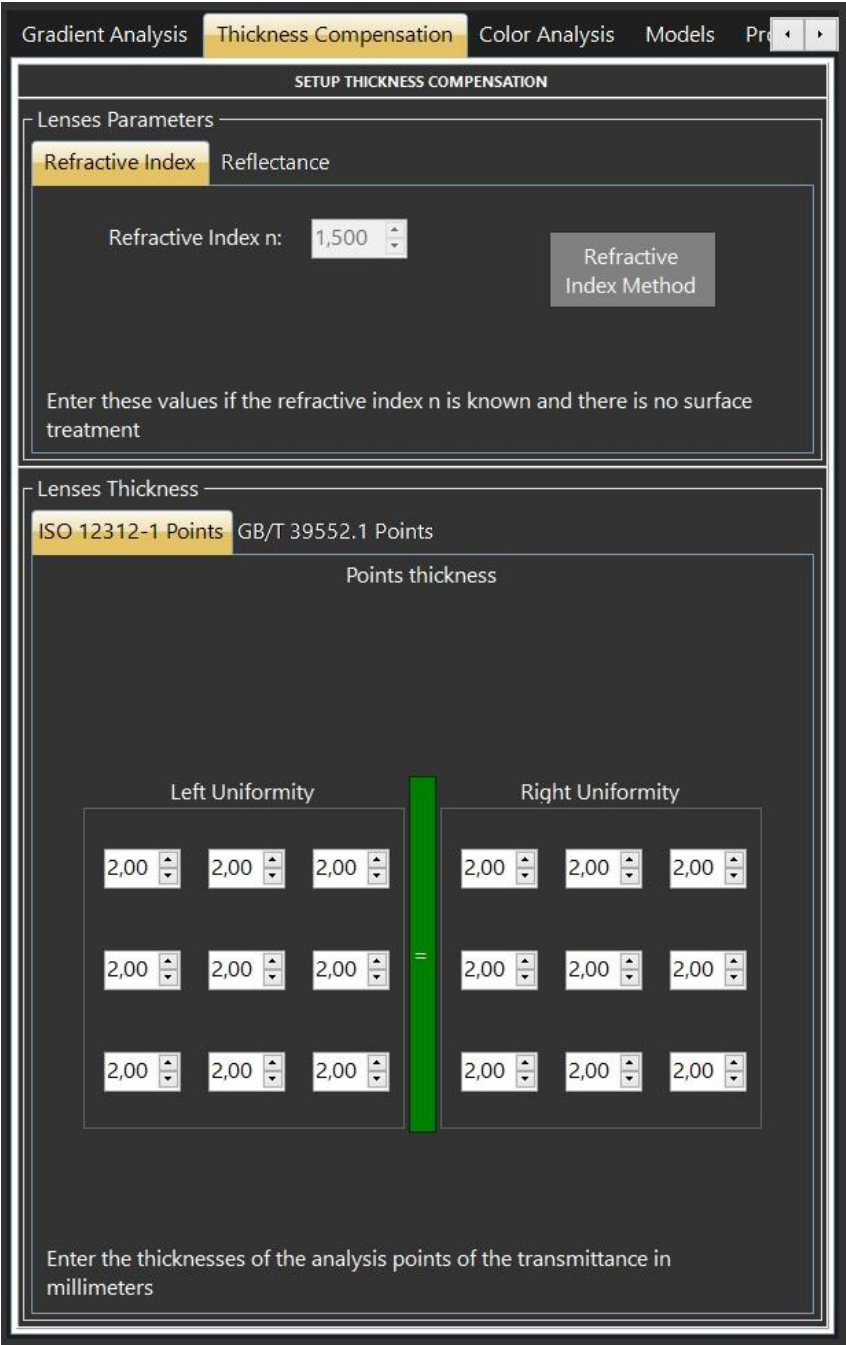 Gradient Analysis Thickness Compensation Color Analysis Models
SETUP THICKNESS COMPENSATION
Lenses Parameters
Refractive Index Reflectance
Refractive Index n: 1,500
Refractive
Index Method
Enter these values if the refractive index n is known and there is no surface
treatment
Lenses Thickness
ISO 12312-1 Points GB/T 39552.1 Points
Points thickness
Left Uniformity Right Uniformity
2,00 2,00 2,00 2,00 2,00 2,00
=
2,00 2,00 2,00 2,00 2,00 2,00
2,00 2,00 2,00 2,00 2,00 2,00
Enter the thicknesses of the analysis points of the transmittance in
millimeters